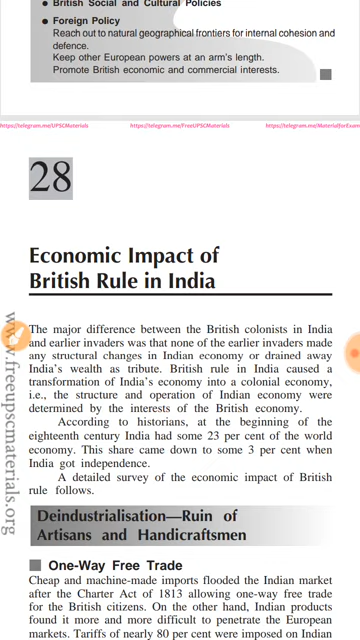 • British Social and Cultural Policies
• Foreign Policy
Reach out to natural geographical frontiers for internal cohesion and
defence.
Keep other European powers at an arm's length.
Promote British economic and commercial interests.
https://telegram.me/UPSCMaterials https://telegram.me/FreeUPSCMaterials https://telegram.me/MaterialforExam
28
Economic Impact of
British Rule in India
The major difference between the British colonists in India
and earlier invaders was that none of the earlier invaders made
any structural changes in Indian economy or drained away
India's wealth as tribute. British rule in India caused a
transformation of India's economy into a colonial economy,
i.e., the structure and operation of Indian economy were
determined by the interests of the British economy.
According to historians, at the beginning of the
eighteenth century India had some 23 per cent of the world
economy. This share came down to some 3 per cent when
India got independence.
A detailed survey of the economic impact of British
rule follows.
Deindustrialisation—Ruin of
Artisans and Handicraftsmen
One-Way Free Trade
Cheap and machine-made imports flooded the Indian market
after the Charter Act of 1813 allowing one-way free trade
for the British citizens. On the other hand, Indian products
found it more and more difficult to penetrate the European
markets. Tariffs of nearly 80 per cent were imposed on Indian
www.freeupscmaterials.org